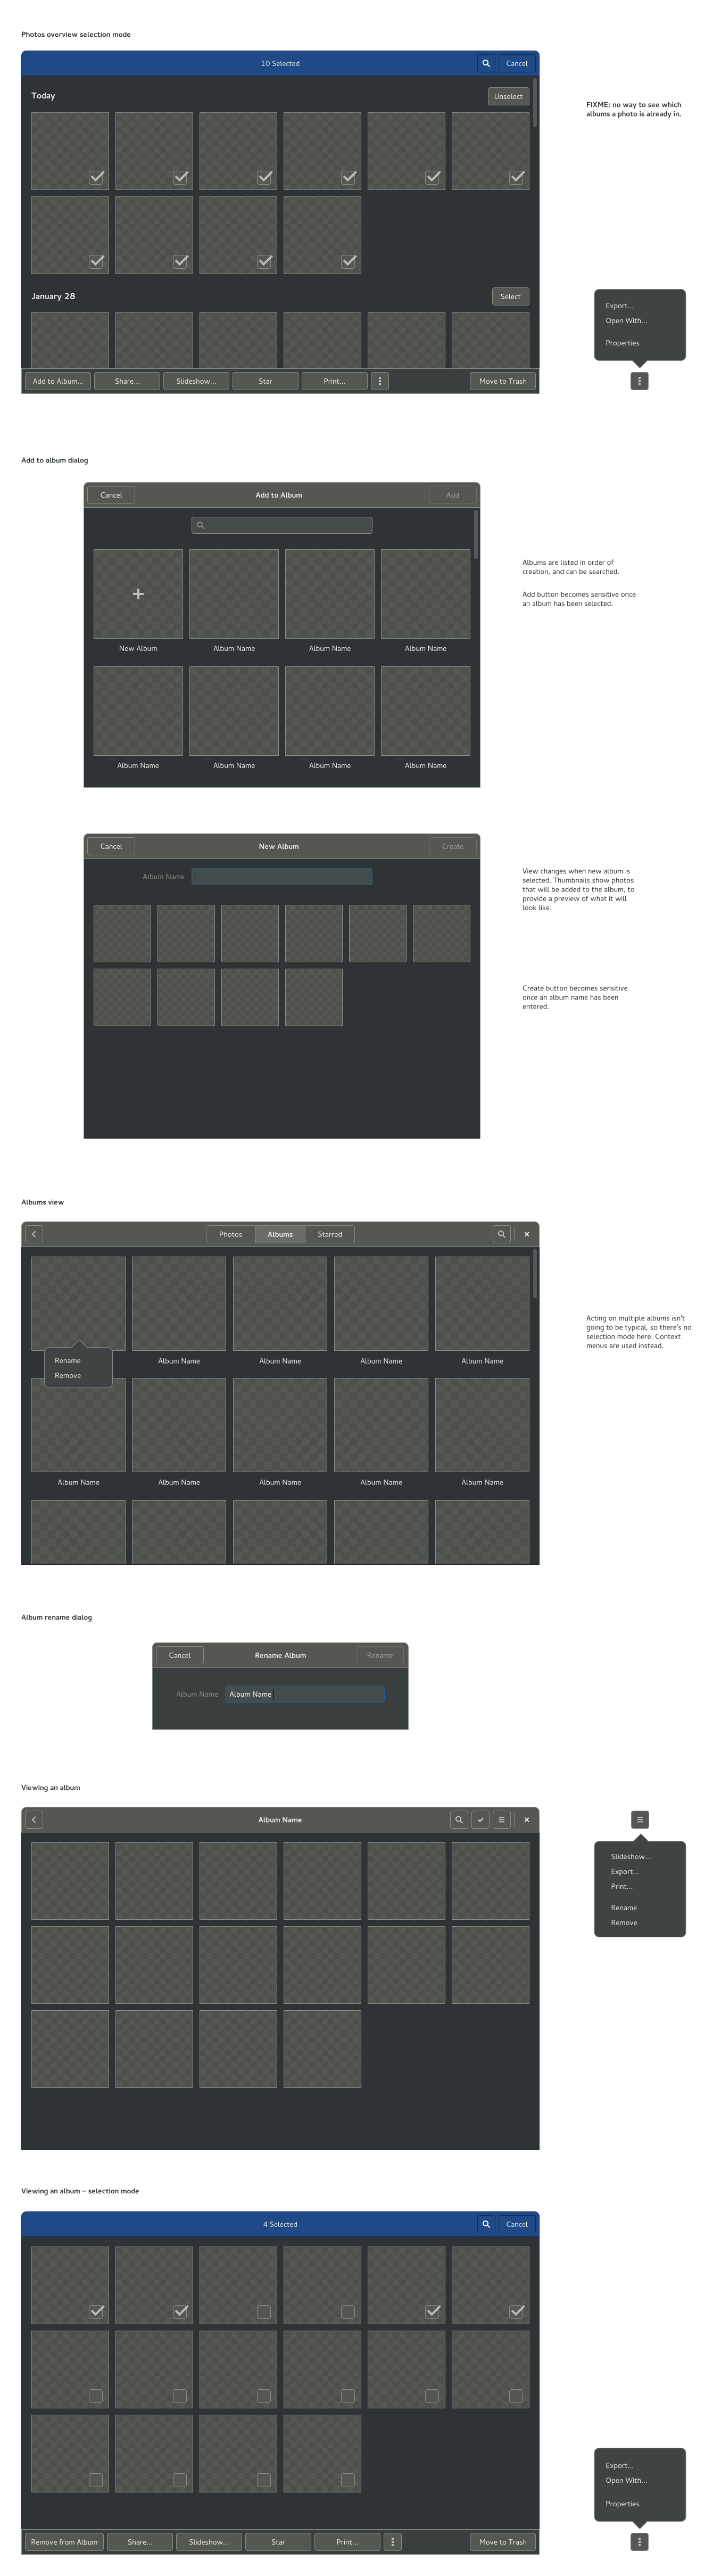 Photos overview selection mode
10 Selected
Cancel
Today
Unselect
FIXME: no way to see which
albums a photo is already in.
January 28
Select
Export...
Open With...
Properties
Add to Album...
Share...
Slideshow...
Star
Print...
Move to Trash
Add to album dialog
Cancel
Add to Album
Add
Albums are listed in order of
creation, and can be searched.
Add button becomes sensitive once
an album has been selected.
New Album
Album Name
Album Name
Album Name
Album Name
Album Name
Album Name
Album Name
Cancel
New Album
Create
Album Name
View changes when new album is
selected. Thumbnails show photos
that will be added to the album, to
provide a preview of what it will
look like.
Create button becomes sensitive
once an album name has been
entered.
Albums view
Photos
Albums
Starred
Acting on multiple albums isn't
going to be typical, so there's no
selection mode here. Context
menus are used instead.
Rename
Remove
Album Name
Album Name
Album Name
Album Name
Album Name
Album Name
Album Name
Album Name
Album Name
Album rename dialog
Cancel
Rename Album
Rename
Album Name
Album Name
Viewing an album
Album Name
Slideshow...
Export...
Print...
Rename
Remove
Viewing an album – selection mode
4 Selected
Cancel
Export...
Open With...
Properties
Remove from Album
Share...
Slideshow...
Star
Print...
Move to Trash